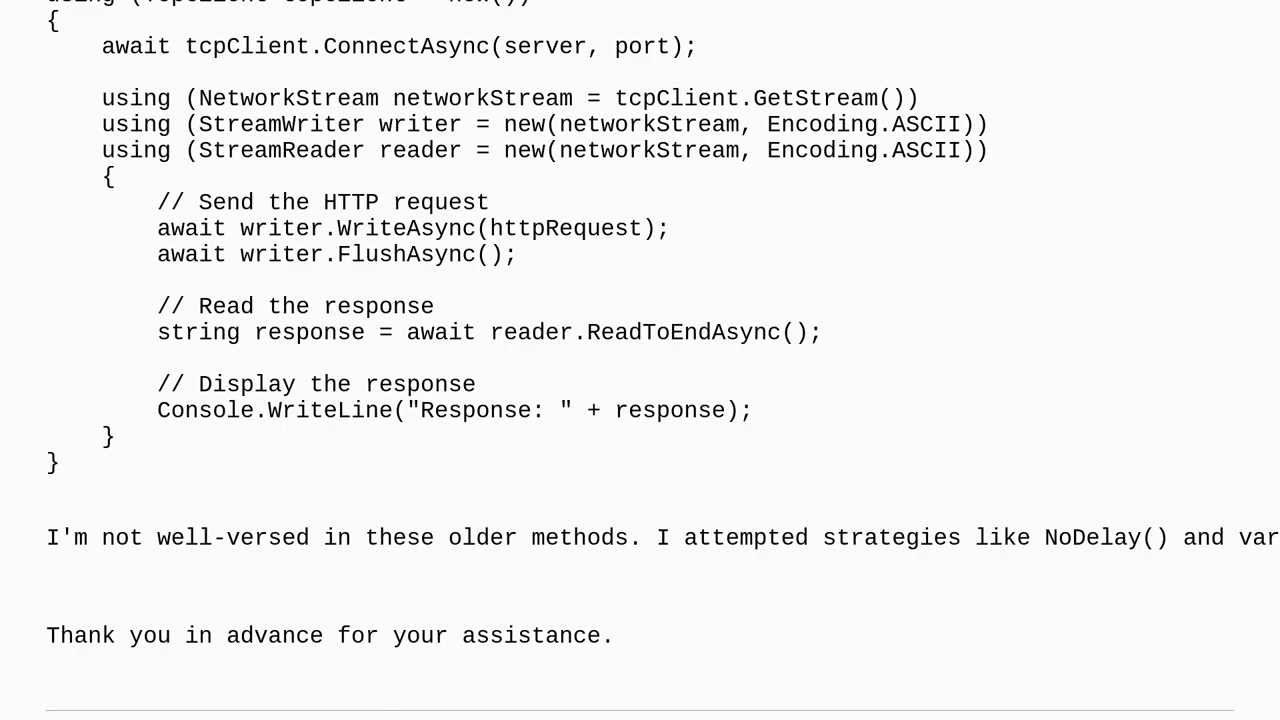 {
    await tcpClient.ConnectAsync(server, port);
    using (NetworkStream networkStream = tcpClient.GetStream())
    using (StreamWriter writer = new(networkStream, Encoding.ASCII))
    using (StreamReader reader = new(networkStream, Encoding.ASCII))
    {
        // Send the HTTP request
        await writer.WriteAsync(httpRequest);
        await writer.FlushAsync();
        // Read the response
        string response = await reader.ReadToEndAsync();
        // Display the response
        Console.WriteLine("Response: " + response);
    }
}
I'm not well-versed in these older methods. I attempted strategies like NoDelay() and var
Thank you in advance for your assistance.